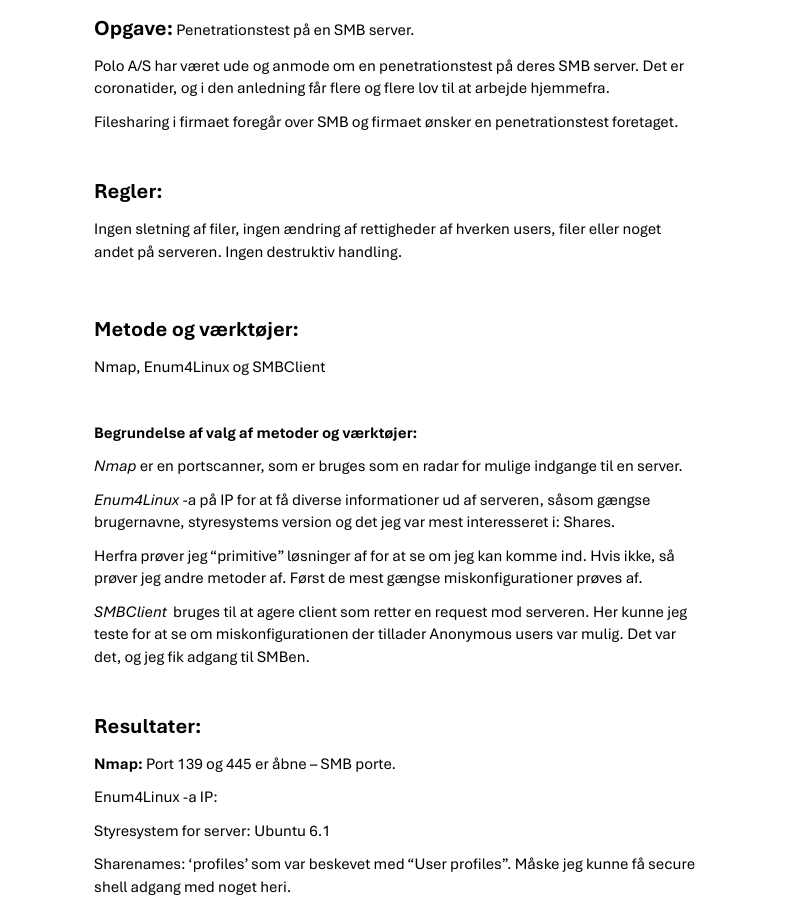 Opgave: Penetrationstest på en SMB server.
Polo A/S har været ude og anmode om en penetrationstest på deres SMB server. Det er
coronatider, og i den anledning får flere og flere lov til at arbejde hjemmefra.
Filesharing i firmaet foregår over SMB og firmaet ønsker en penetrationstest foretaget.
Regler:
Ingen sletning af filer, ingen ændring af rettigheder af hverken users, filer eller noget
andet på serveren. Ingen destruktiv handling.
Metode og værktøjer:
Nmap, Enum4Linux og SMBClient
Begrundelse af valg af metoder og værktøjer:
Nmap er en portscanner, som er bruges som en radar for mulige indgange til en server.
Enum4Linux -a på IP for at få diverse informationer ud af serveren, såsom gængse
brugernavne, styresystems version og det jeg var mest interesseret i: Shares.
Herfra prøver jeg “primitive” løsninger af for at se om jeg kan komme ind. Hvis ikke, så
prøver jeg andre metoder af. Først de mest gængse miskonfigurationer prøves af.
SMBClient bruges til at agere client som retter en request mod serveren. Her kunne jeg
teste for at se om miskonfigurationen der tillader Anonymous users var mulig. Det var
det, og jeg fik adgang til SMBen.
Resultater:
Nmap: Port 139 og 445 er åbne – SMB porte.
Enum4Linux -a IP:
Styresystem for server: Ubuntu 6.1
Sharenames: ‘profiles’ som var beskevet med “User profiles”. Måske jeg kunne få secure
shell adgang med noget heri.